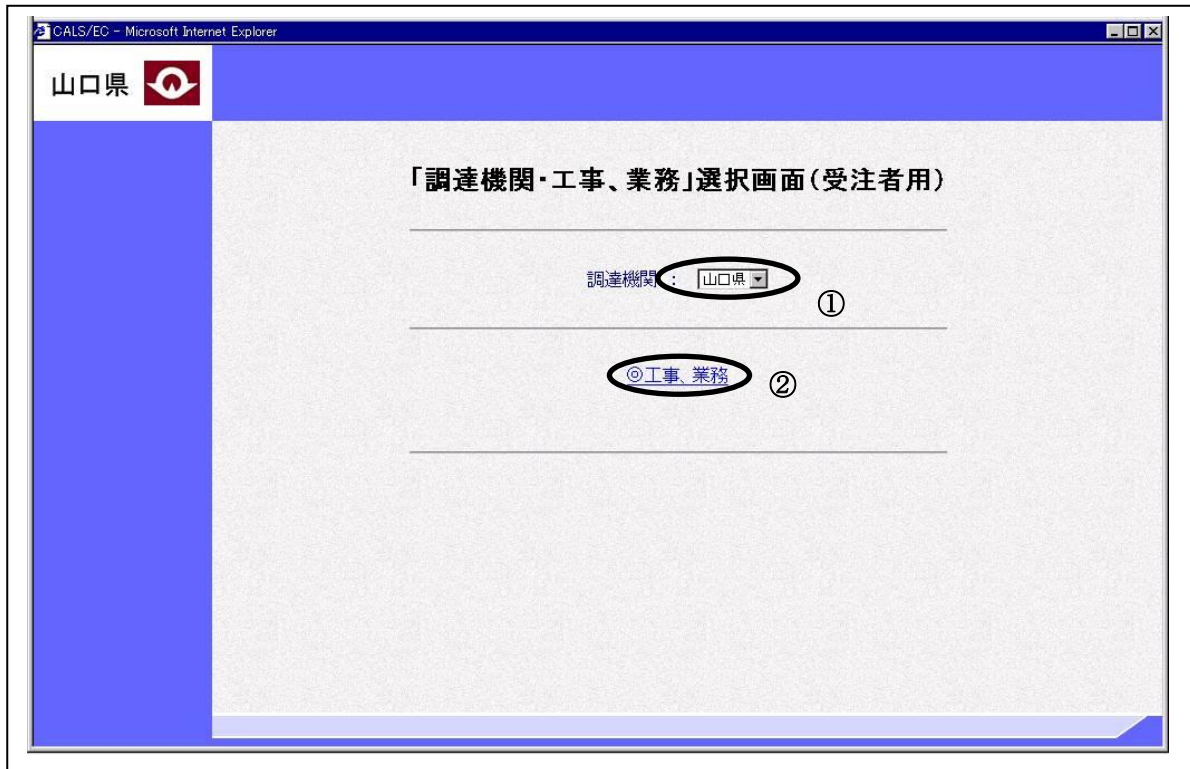 CALS/EC - Microsoft Internet Explorer
山口県
「調達機関・工事、業務」選択画面(受注者用)
調達機関 : 山口県
①
◎工事、業務
②